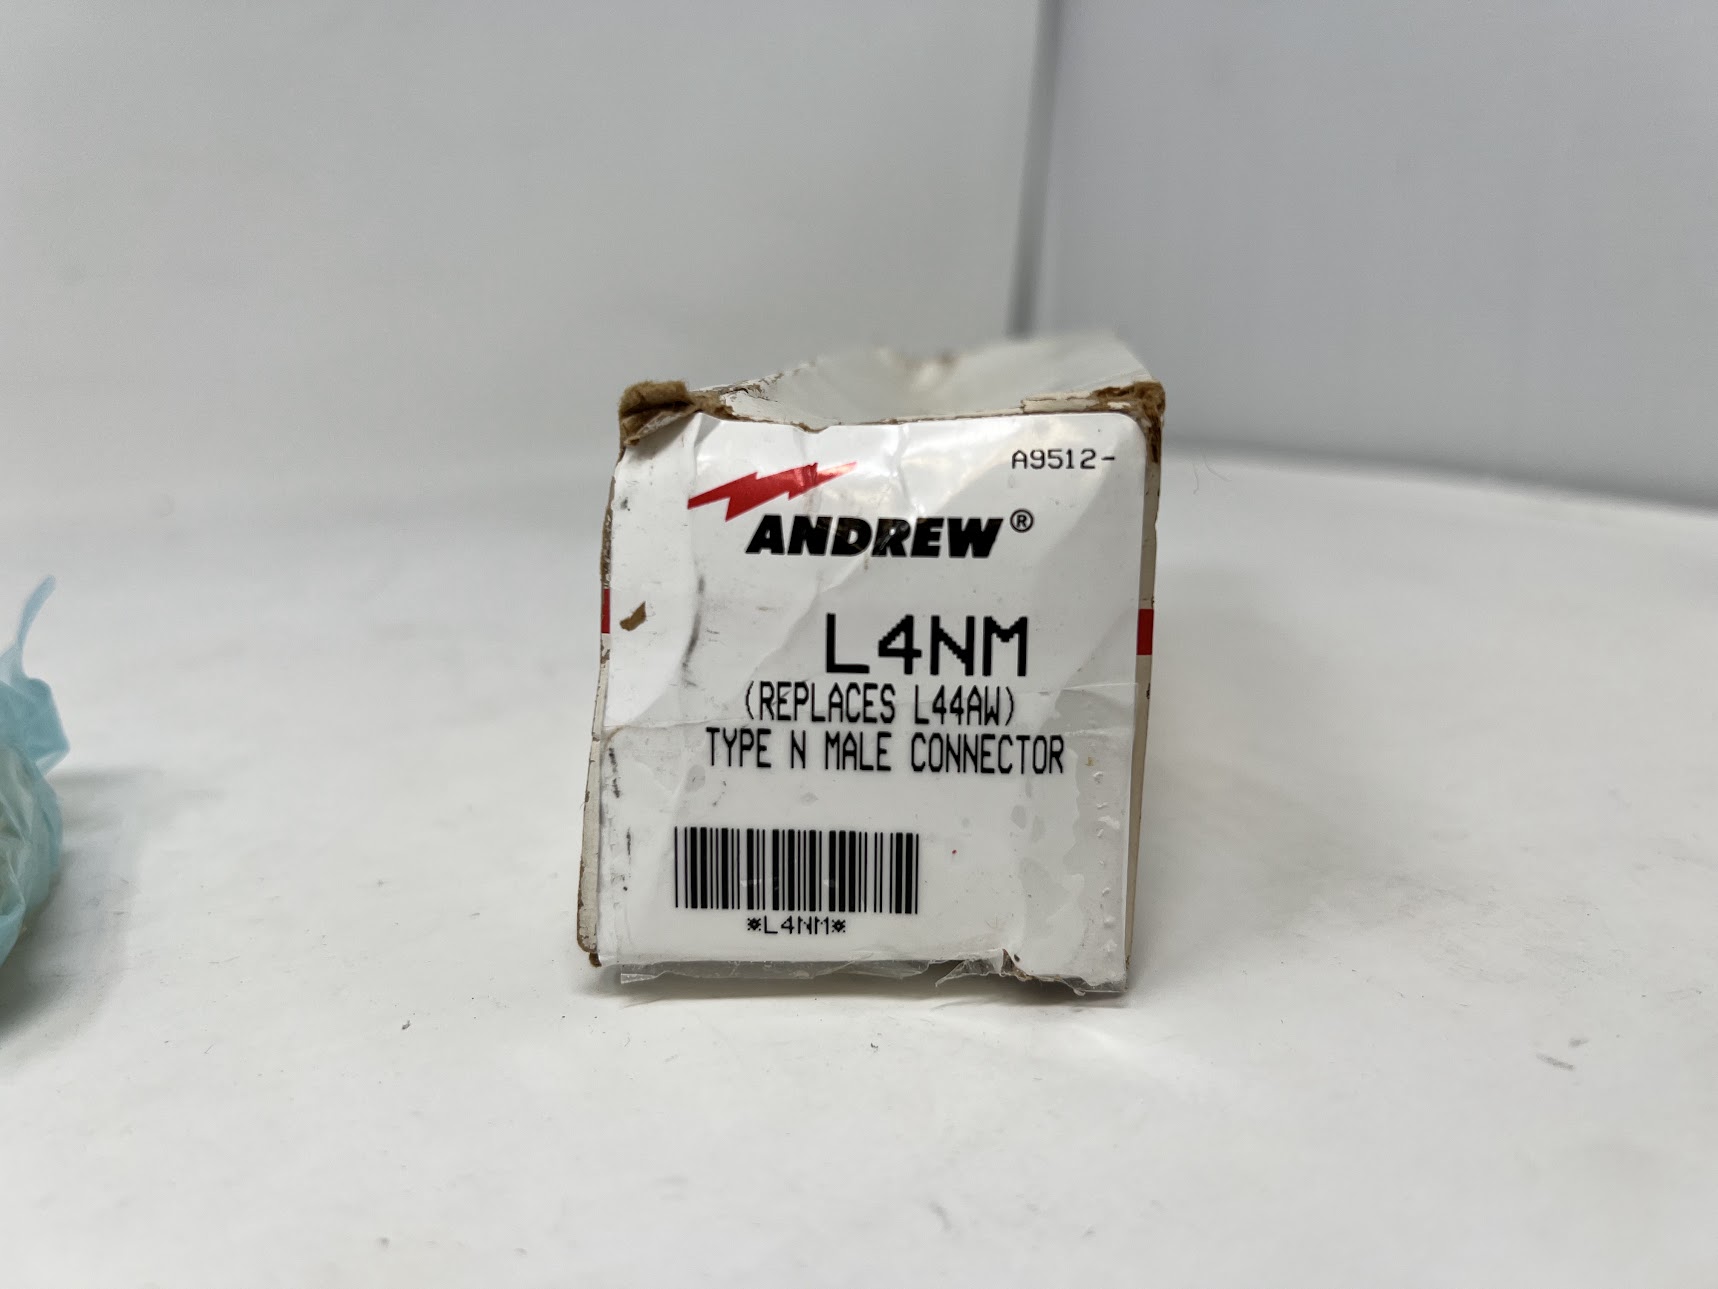 A9512-
ANDREW®
L4NM
(REPLACES L44AW)
TYPE N MALE CONNECTOR
*L4NM*